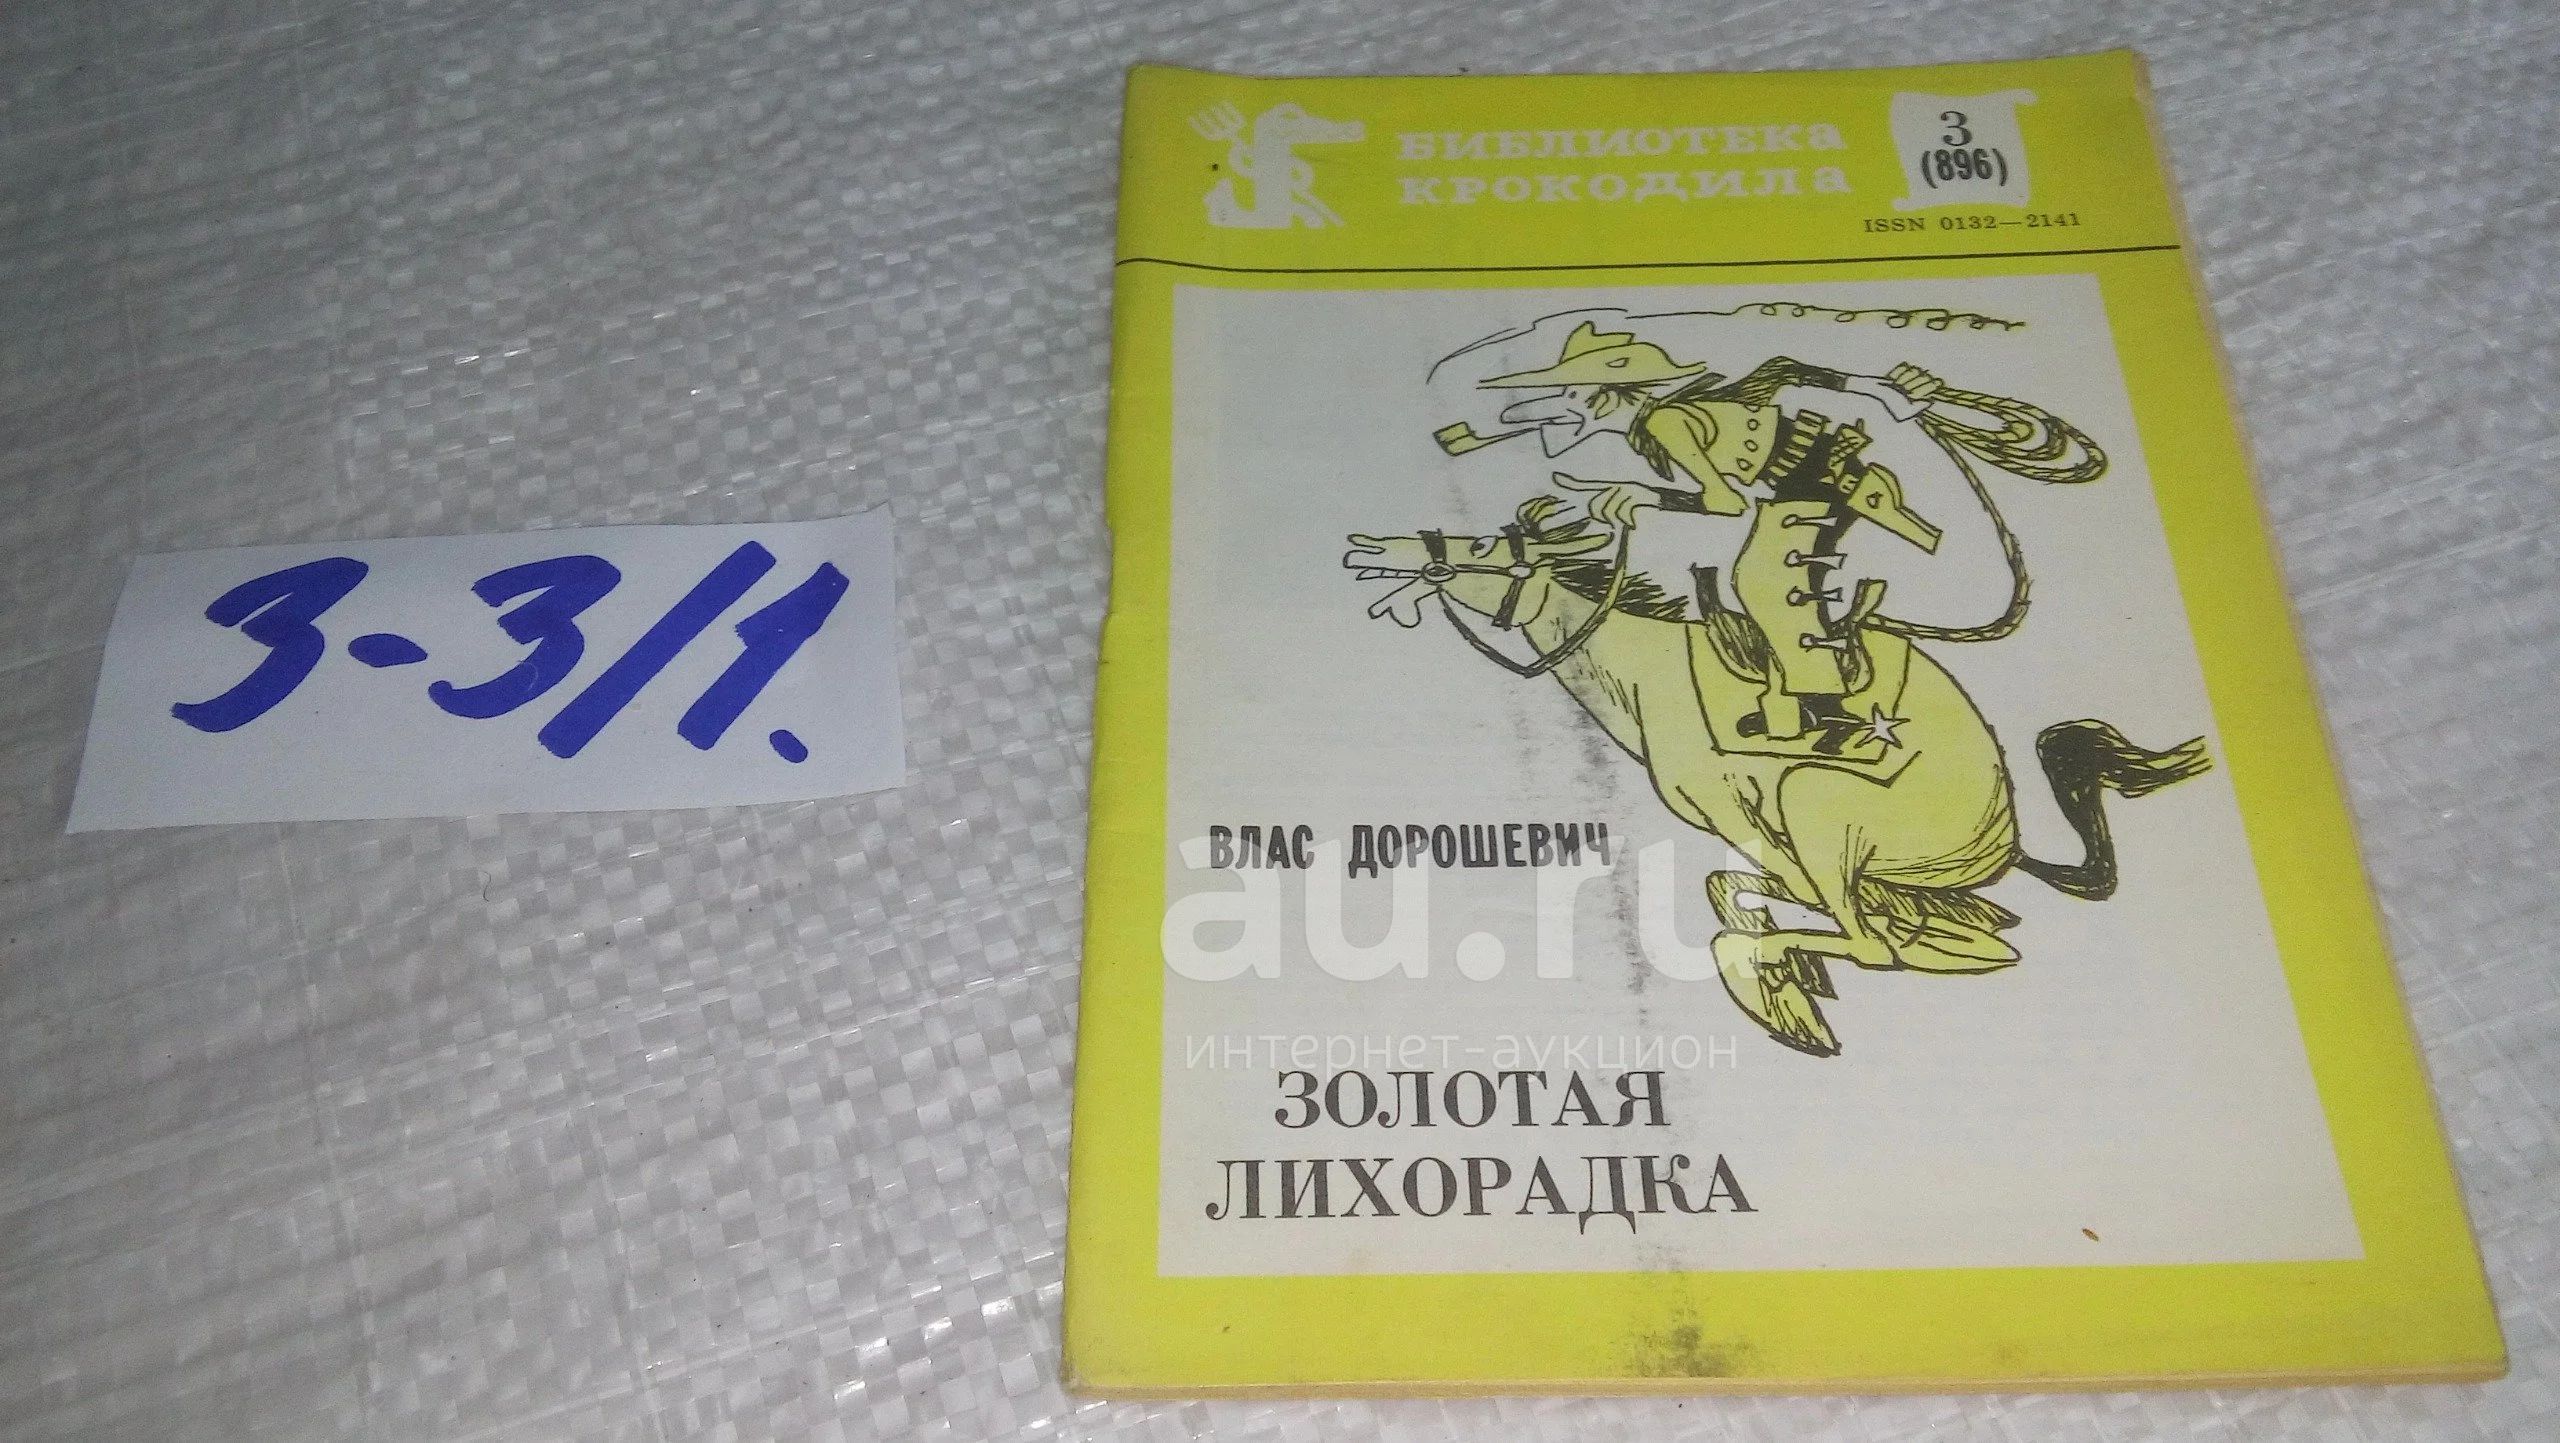 3-3/1.
БИБЛИОТЕКА
КРОКОДИЛА
3
(896)
ISSN 0132—2141
ВЛАС ДОРОШЕВИЧ
au.ru
интернет-аукцион
ЗОЛОТАЯ
ЛИХОРАДКА